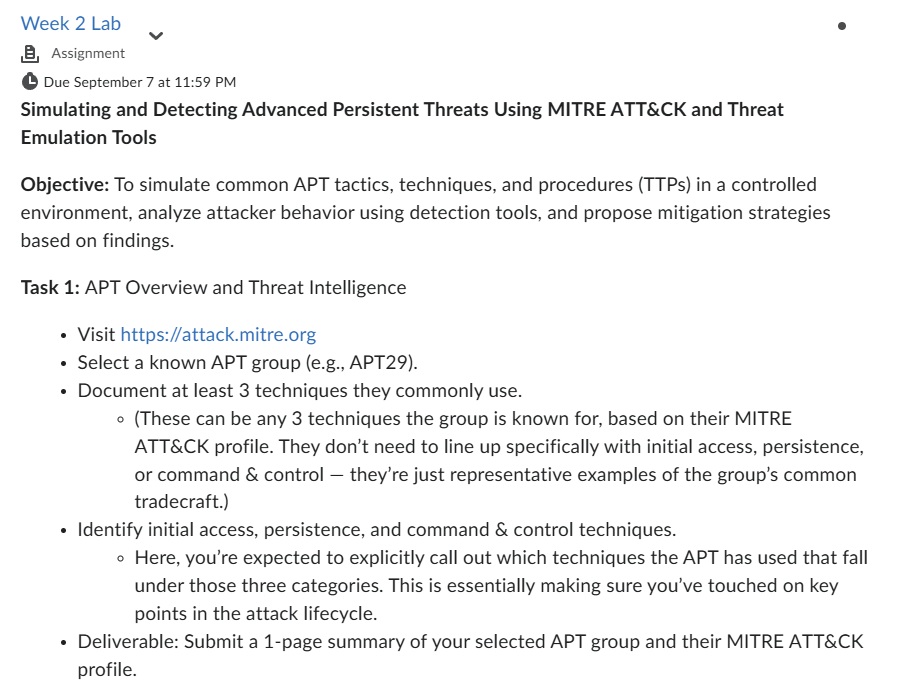 Week 2 Lab
Assignment
Due September 7 at 11:59 PM
Simulating and Detecting Advanced Persistent Threats Using MITRE ATT&CK and Threat
Emulation Tools
Objective: To simulate common APT tactics, techniques, and procedures (TTPs) in a controlled
environment, analyze attacker behavior using detection tools, and propose mitigation strategies
based on findings.
Task 1: APT Overview and Threat Intelligence
• Visit https://attack.mitre.org
• Select a known APT group (e.g., APT29).
• Document at least 3 techniques they commonly use.
◦ (These can be any 3 techniques the group is known for, based on their MITRE
ATT&CK profile. They don’t need to line up specifically with initial access, persistence,
or command & control — they’re just representative examples of the group’s common
tradecraft.)
• Identify initial access, persistence, and command & control techniques.
◦ Here, you’re expected to explicitly call out which techniques the APT has used that fall
under those three categories. This is essentially making sure you’ve touched on key
points in the attack lifecycle.
• Deliverable: Submit a 1-page summary of your selected APT group and their MITRE ATT&CK
profile.